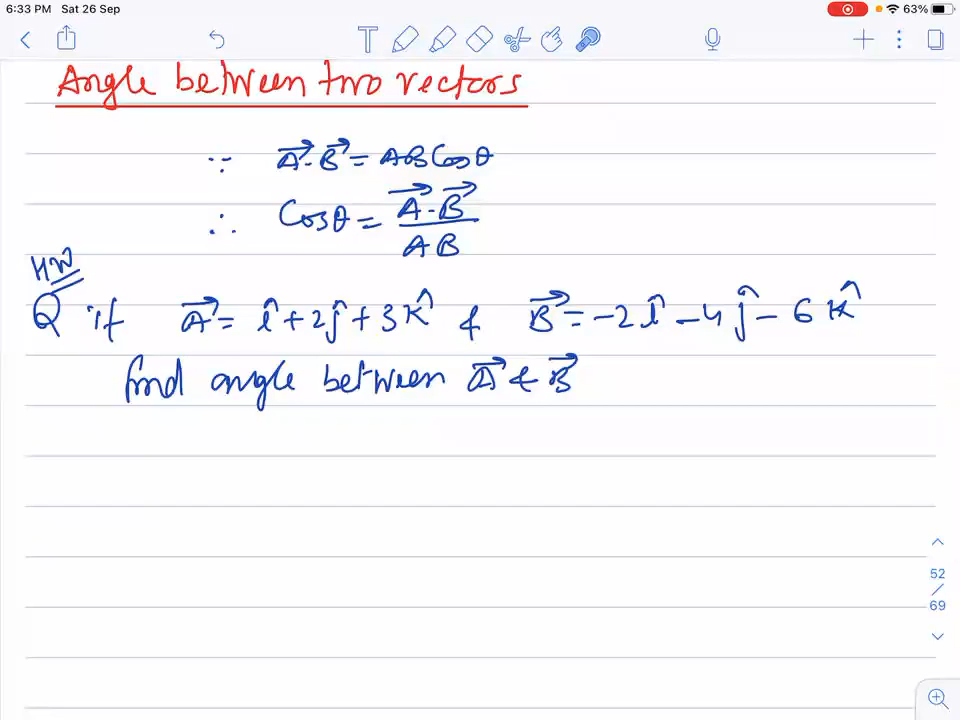 6:33 PM Sat 26 Sep 63%
T
Angle between two vectors
∵ A⃗·B⃗ = AB Cos θ
∴ Cosθ = A⃗·B⃗
AB
HW
Q if A⃗ = î + 2ĵ + 3k̂ & B⃗ = -2î - 4ĵ - 6k̂
find angle between A⃗ & B⃗
52
/
69